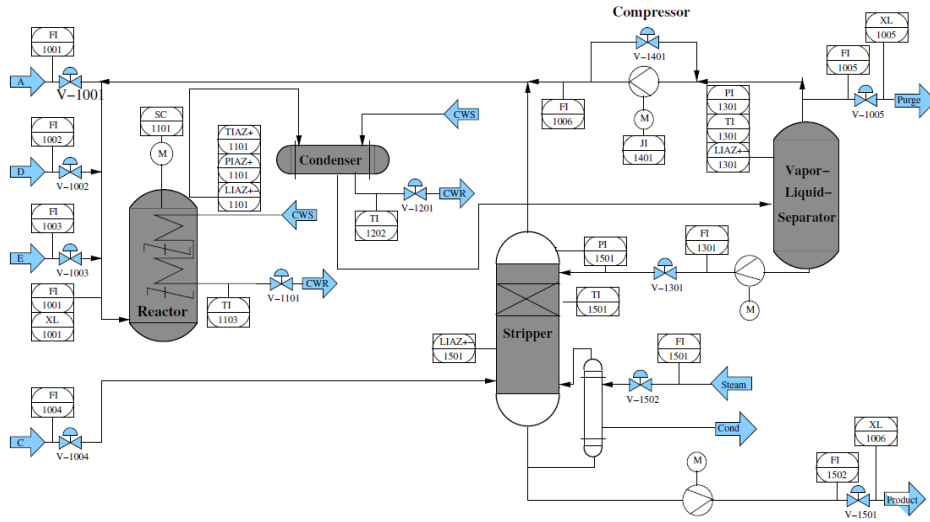 Compressor
FI
1001
A
V-1001
SC
1101
M
FI
1002
D
V-1002
TIAZ+
1101
PIAZ+
1101
LIAZ+-
1101
Condenser
CWS
TI
1202
V-1201
CWR
FI
1003
E
V-1003
CWS
V-1101
CWR
TI
1103
Reactor
FI
1001
XL
1001
FI
1004
C
V-1004
V-1401
M
FI
1006
JI
1401
PI
1301
TI
1301
LIAZ+-
1301
XL
1005
FI
1005
V-1005
Purge
Vapor-
Liquid-
Separator
PI
1501
V-1301
FI
1301
M
TI
1501
Stripper
LIAZ+-
1501
FI
1501
V-1502
Steam
Cond
M
XL
1006
FI
1502
V-1501
Product